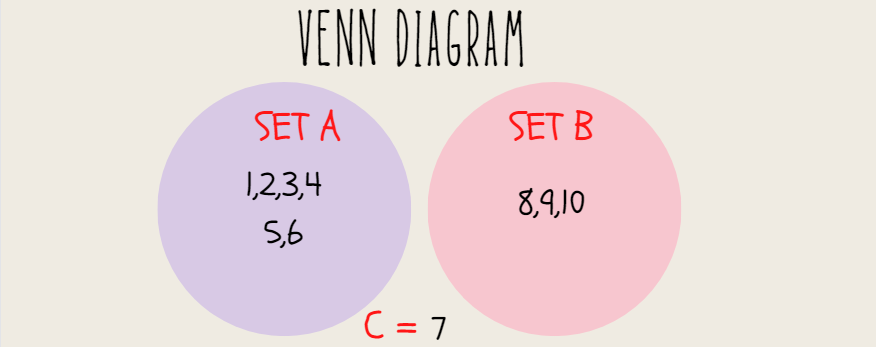 VENN DIAGRAM
SET A
1,2,3,4
5,6
SET B
8,9,10
C = 7